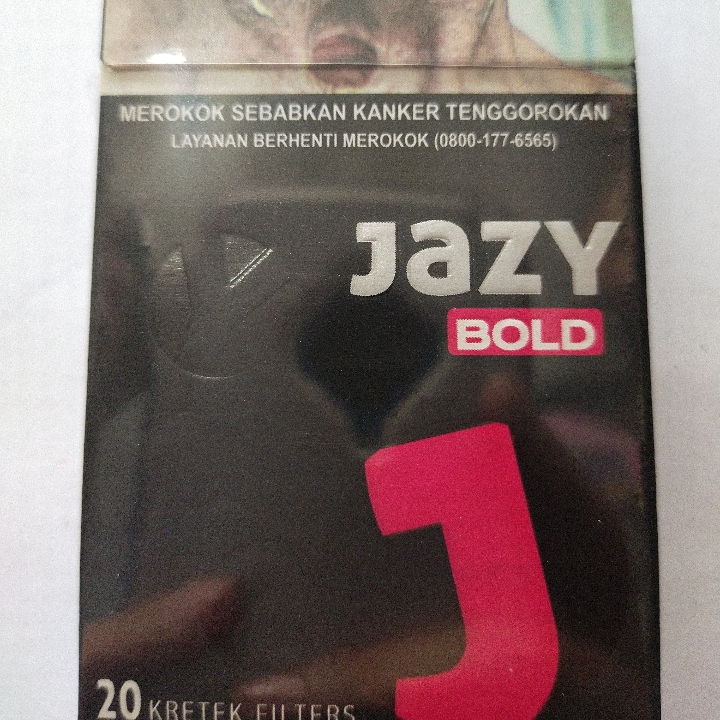 MEROKOK SEBABKAN KANKER TENGGOROKAN
LAYANAN BERHENTI MEROKOK (0800-177-6565)
JAZY
BOLD
J
20 KRETEK FILTERS